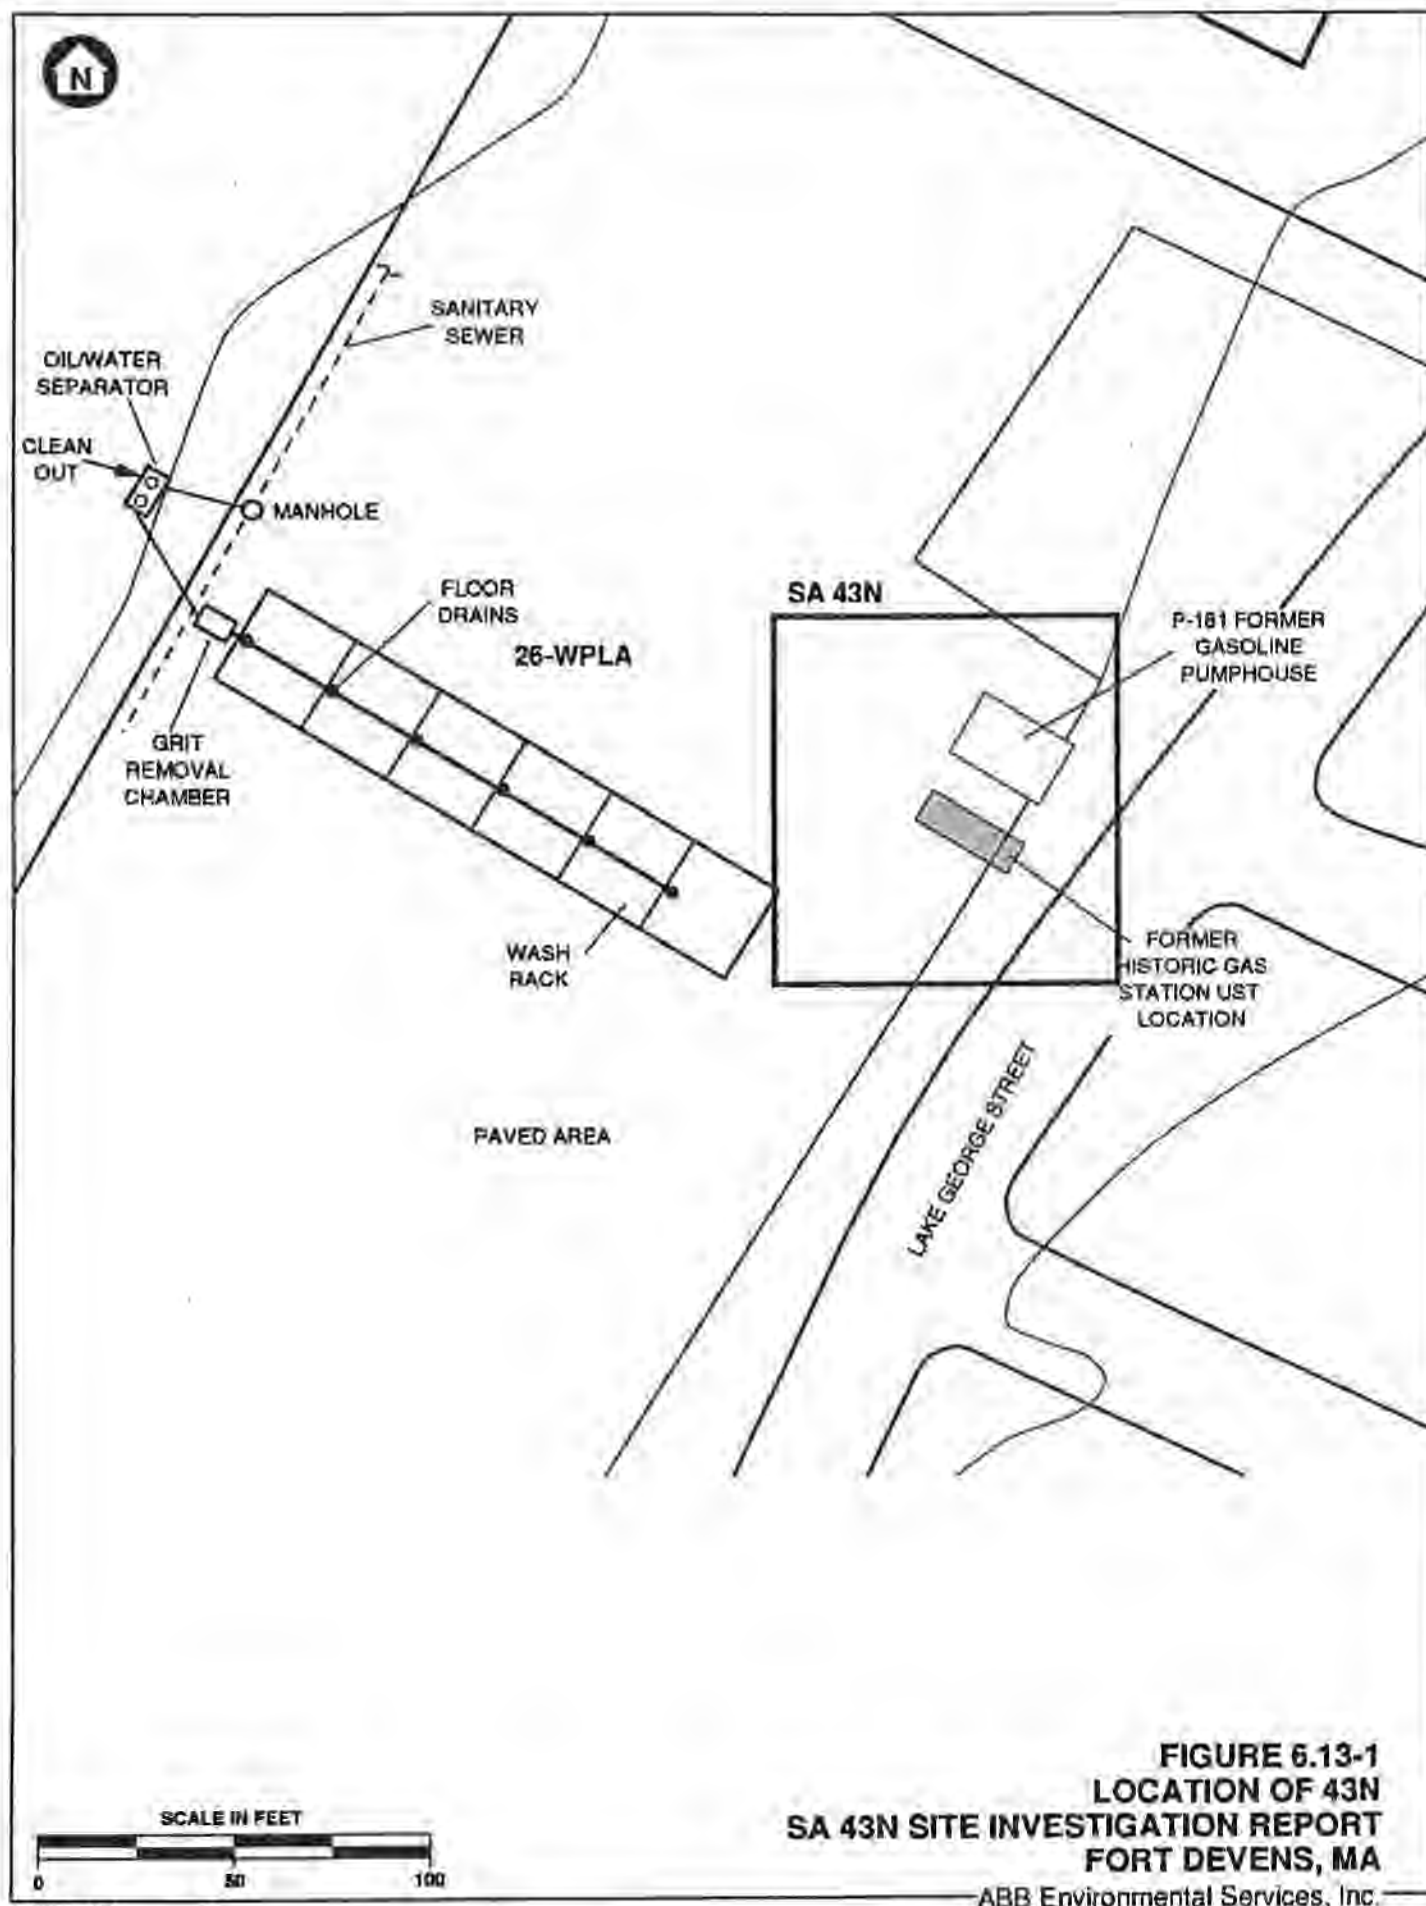 N
SANITARY
SEWER
OIL/WATER
SEPARATOR
CLEAN
OUT
MANHOLE
FLOOR
DRAINS
SA 43N
26-WPLA
P-181 FORMER
GASOLINE
PUMPHOUSE
GRIT
REMOVAL
CHAMBER
WASH
RACK
FORMER
HISTORIC GAS
STATION UST
LOCATION
PAVED AREA
LAKE GEORGE STREET
FIGURE 6.13-1
LOCATION OF 43N
SA 43N SITE INVESTIGATION REPORT
FORT DEVENS, MA
SCALE IN FEET
0 50 100
ABB Environmental Services, Inc.